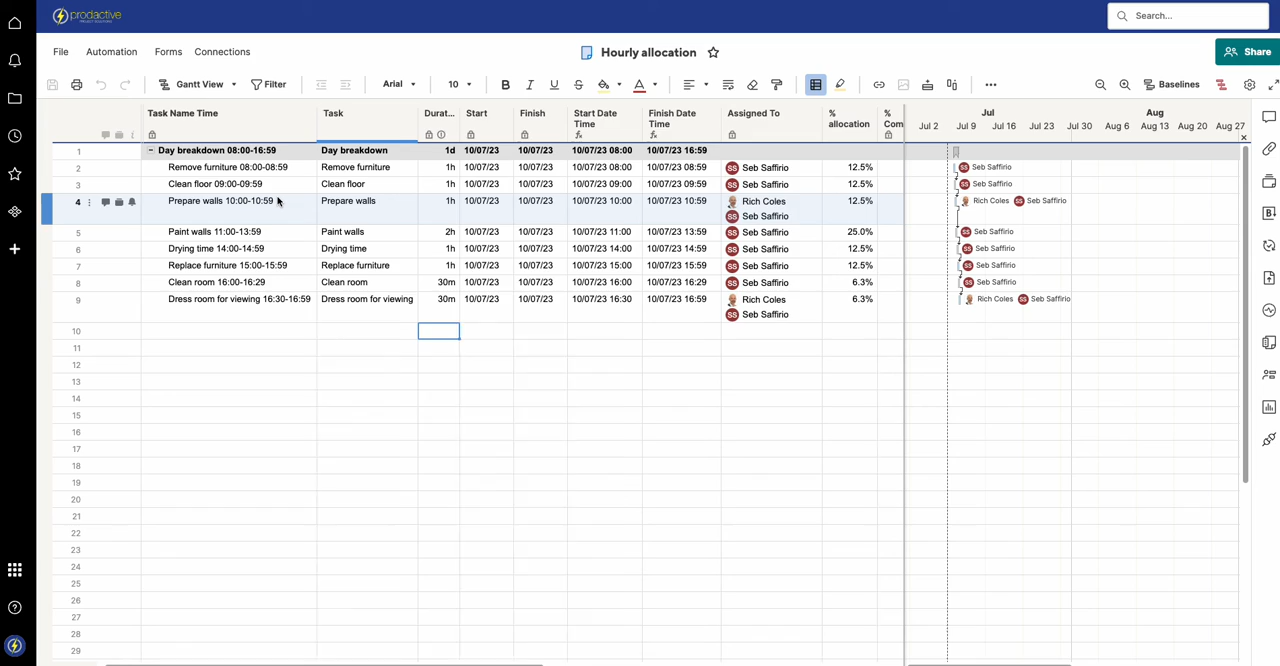 prodactive
PROJECT SOLUTIONS
Search...
File Automation Forms Connections
Hourly allocation
Share
Gantt View Filter Arial 10 B I U S A Baselines
Task Name Time Task Durat... Start Finish Start Date Time Finish Date Time Assigned To % allocation % Com
fx fx
Jul Aug
Jul 2 Jul 9 Jul 16 Jul 23 Jul 30 Aug 6 Aug 13 Aug 20 Aug 27
1 Day breakdown 08:00-16:59 Day breakdown 1d 10/07/23 10/07/23 10/07/23 08:00 10/07/23 16:59
2 Remove furniture 08:00-08:59 Remove furniture 1h 10/07/23 10/07/23 10/07/23 08:00 10/07/23 08:59 SS Seb Saffirio 12.5% SS Seb Saffirio
3 Clean floor 09:00-09:59 Clean floor 1h 10/07/23 10/07/23 10/07/23 09:00 10/07/23 09:59 SS Seb Saffirio 12.5% SS Seb Saffirio
4 Prepare walls 10:00-10:59 Prepare walls 1h 10/07/23 10/07/23 10/07/23 10:00 10/07/23 10:59 Rich Coles 12.5% Rich Coles SS Seb Saffirio
SS Seb Saffirio
5 Paint walls 11:00-13:59 Paint walls 2h 10/07/23 10/07/23 10/07/23 11:00 10/07/23 13:59 SS Seb Saffirio 25.0% SS Seb Saffirio
6 Drying time 14:00-14:59 Drying time 1h 10/07/23 10/07/23 10/07/23 14:00 10/07/23 14:59 SS Seb Saffirio 12.5% SS Seb Saffirio
7 Replace furniture 15:00-15:59 Replace furniture 1h 10/07/23 10/07/23 10/07/23 15:00 10/07/23 15:59 SS Seb Saffirio 12.5% SS Seb Saffirio
8 Clean room 16:00-16:29 Clean room 30m 10/07/23 10/07/23 10/07/23 16:00 10/07/23 16:29 SS Seb Saffirio 6.3% SS Seb Saffirio
9 Dress room for viewing 16:30-16:59 Dress room for viewing 30m 10/07/23 10/07/23 10/07/23 16:30 10/07/23 16:59 Rich Coles 6.3% Rich Coles SS Seb Saffirio
SS Seb Saffirio
10
11
12
13
14
15
16
17
18
19
20
21
22
23
24
25
26
27
28
29